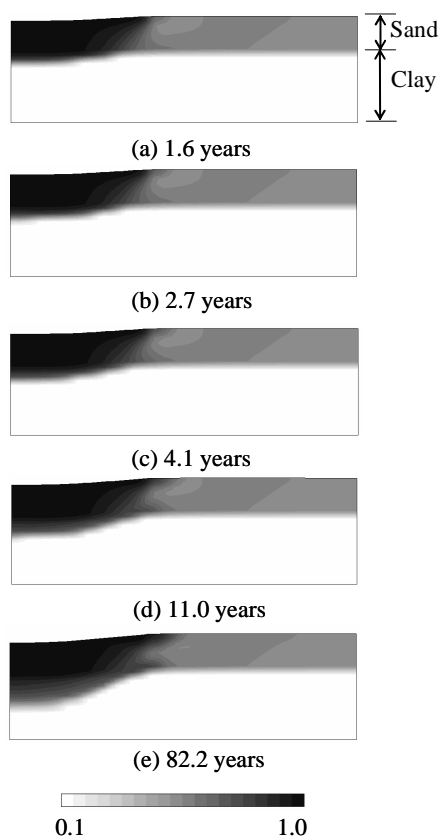 Sand
Clay
(a) 1.6 years
(b) 2.7 years
(c) 4.1 years
(d) 11.0 years
(e) 82.2 years
0.1 1.0